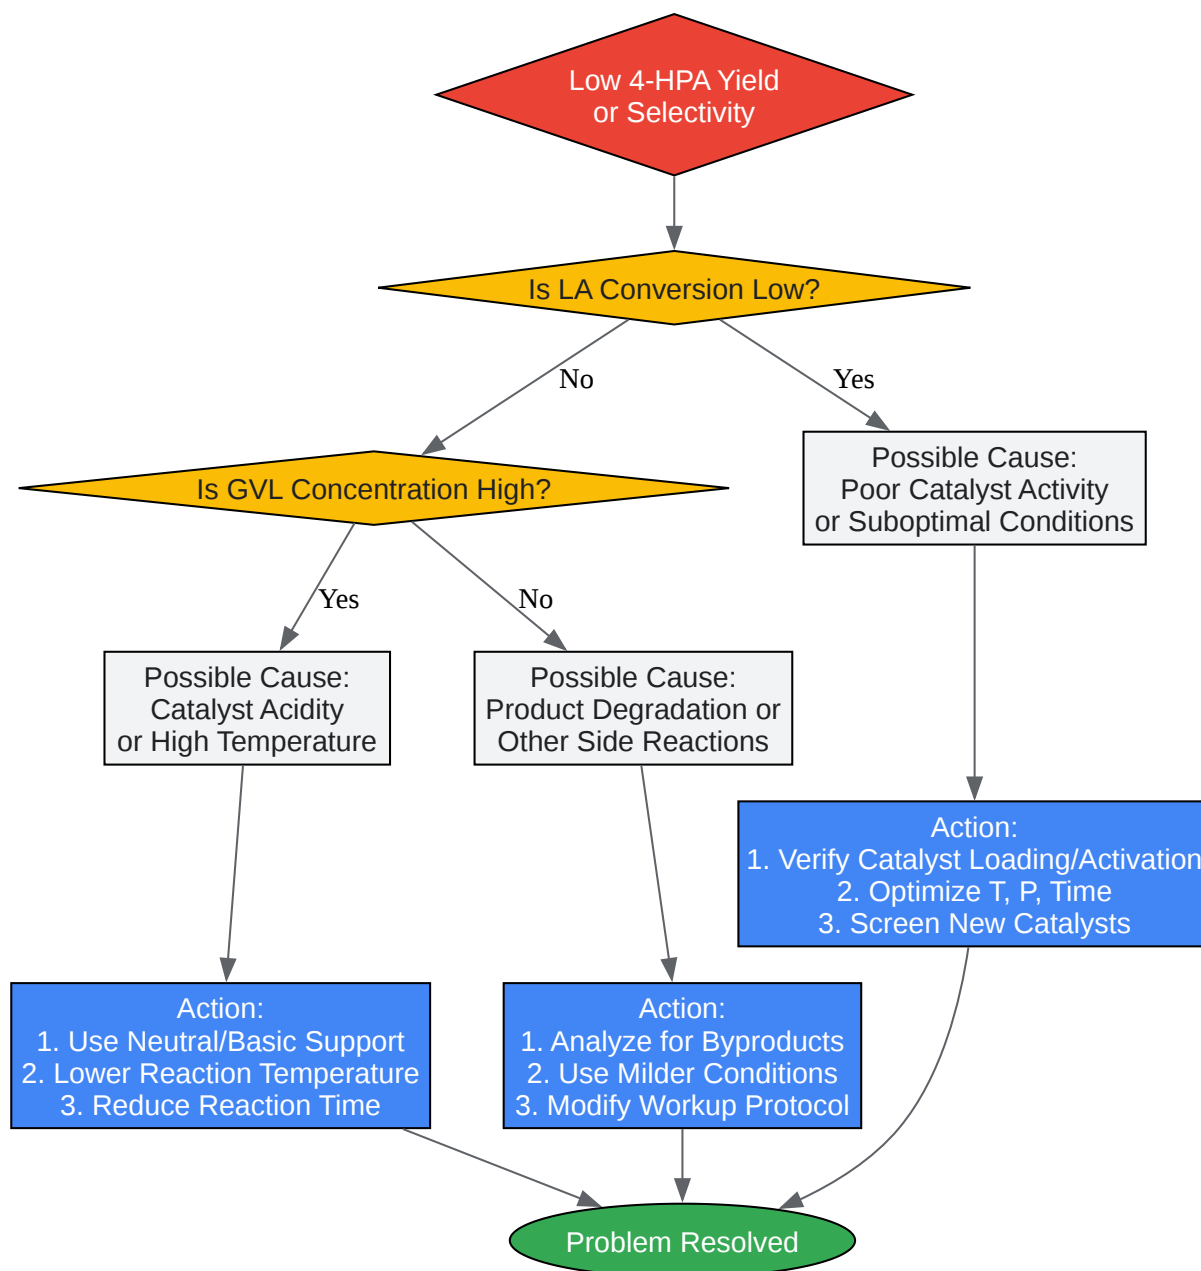 Low 4-HPA Yield
or Selectivity
Is LA Conversion Low?
No
Yes
Possible Cause:
Poor Catalyst Activity
or Suboptimal Conditions
Is GVL Concentration High?
Yes
No
Possible Cause:
Catalyst Acidity
or High Temperature
Possible Cause:
Product Degradation or
Other Side Reactions
Action:
1. Verify Catalyst Loading/Activation
2. Optimize T, P, Time
3. Screen New Catalysts
Action:
1. Use Neutral/Basic Support
2. Lower Reaction Temperature
3. Reduce Reaction Time
Action:
1. Analyze for Byproducts
2. Use Milder Conditions
3. Modify Workup Protocol
Problem Resolved